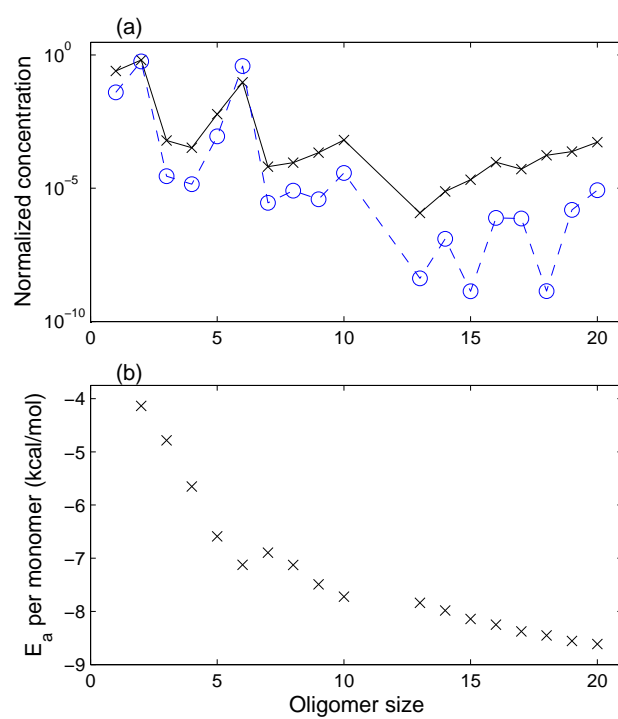 (a)
Normalized concentration
10^0
10^−5
10^−10
0 5 10 15 20
(b)
E_a per monomer (kcal/mol)
−4
−5
−6
−7
−8
−9
0 5 10 15 20
Oligomer size